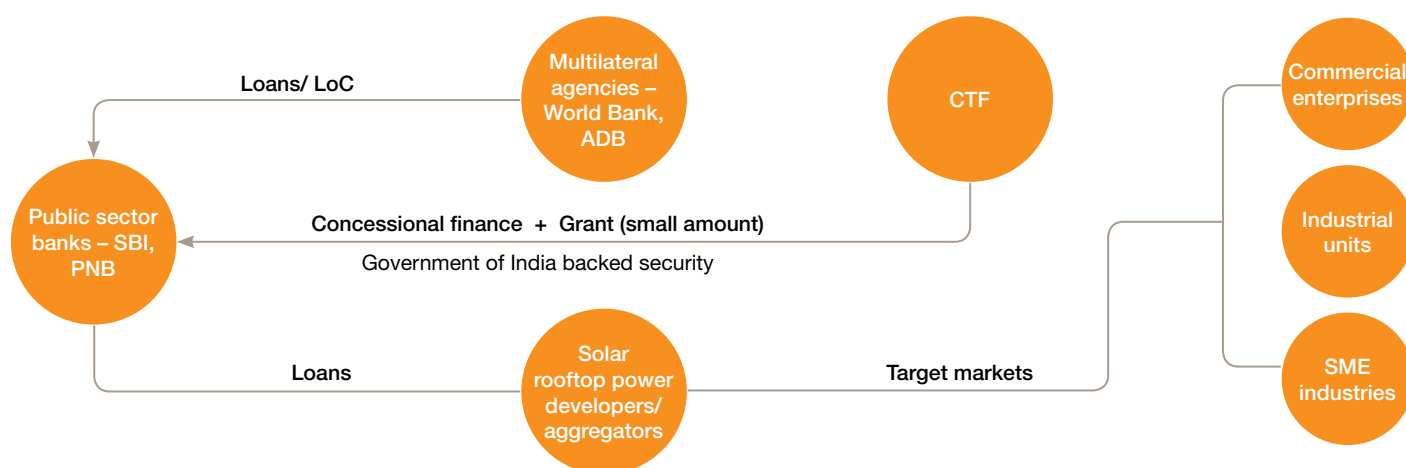 Loans/ LoC
Multilateral
agencies –
World Bank,
ADB
CTF
Commercial
enterprises
Public sector
banks – SBI,
PNB
Concessional finance + Grant (small amount)
Government of India backed security
Industrial
units
Loans
Solar
rooftop power
developers/
aggregators
Target markets
SME
industries